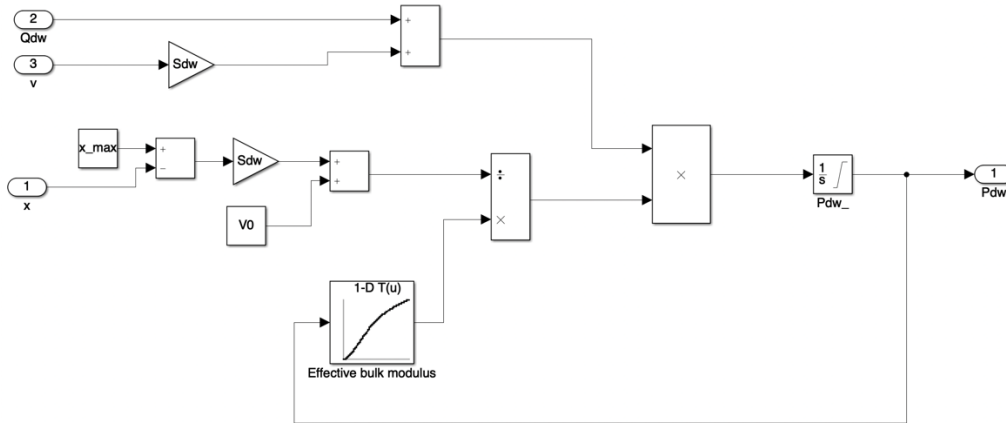 2
Qdw
3
v
Sdw
+
+
x_max
1
x
+
−
Sdw
V0
+
+
÷
×
×
1
s
Pdw_
1
Pdw
1-D T(u)
Effective bulk modulus